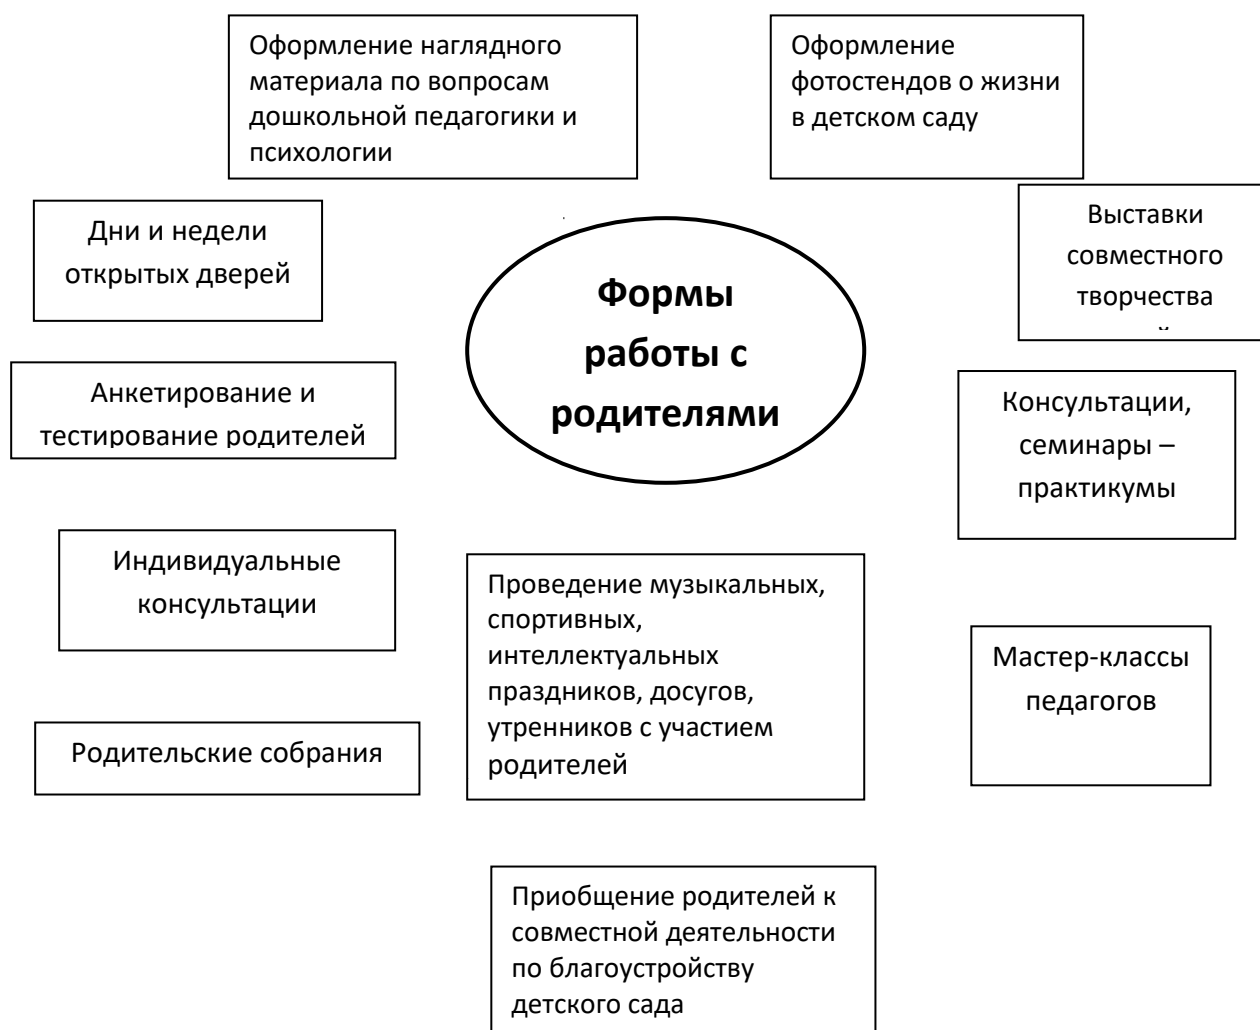 Оформление наглядного
материала по вопросам
дошкольной педагогики и
психологии
Оформление
фотостендов о жизни
в детском саду
Дни и недели
открытых дверей
Выставки
совместного
творчества
Формы
работы с
родителями
Анкетирование и
тестирование родителей
Консультации,
семинары –
практикумы
Индивидуальные
консультации
Проведение музыкальных,
спортивных,
интеллектуальных
праздников, досугов,
утренников с участием
родителей
Мастер-классы
педагогов
Родительские собрания
Приобщение родителей к
совместной деятельности
по благоустройству
детского сада